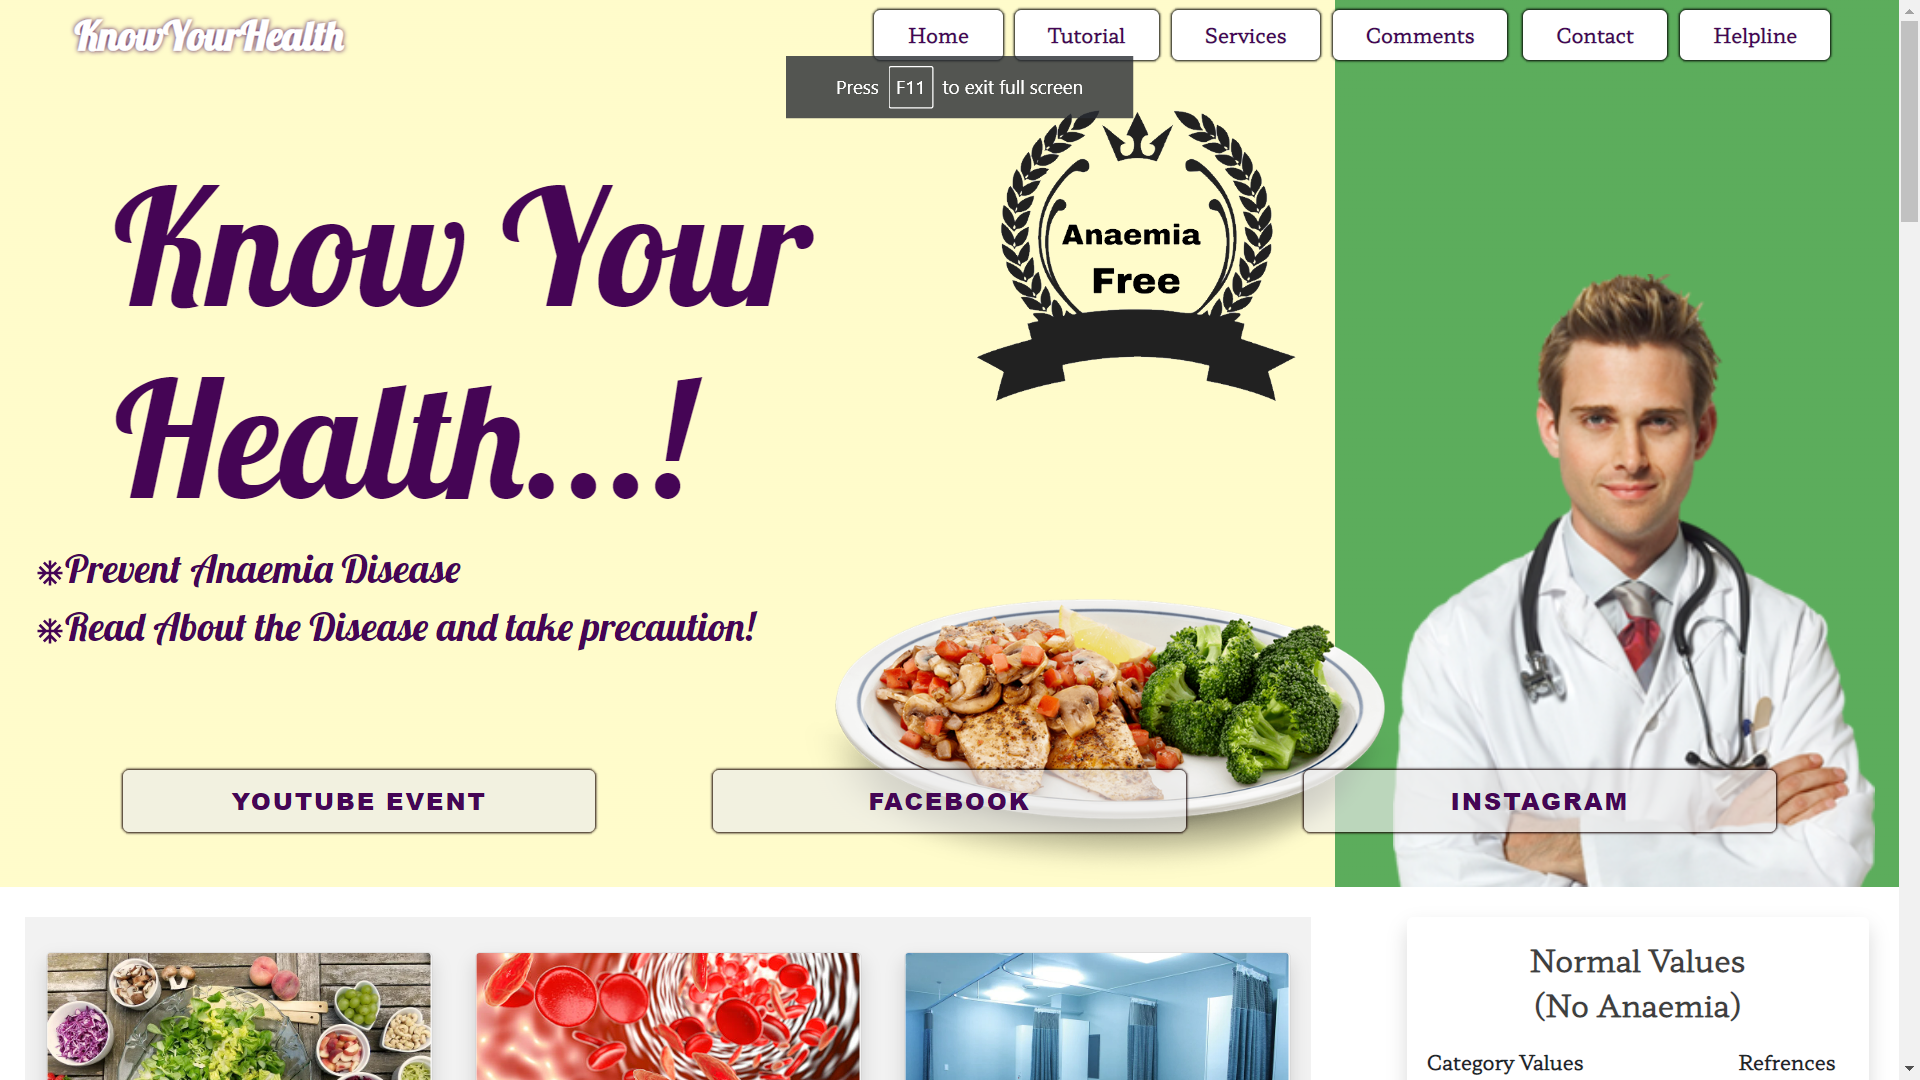 KnowYourHealth
Home
Tutorial
Services
Comments
Contact
Helpline
Press F11 to exit full screen
Anaemia
Free
Know Your
Health...!
Prevent Anaemia Disease
Read About the Disease and take precaution!
YOUTUBE EVENT
FACEBOOK
INSTAGRAM
Normal Values
(No Anaemia)
Category Values
Refrences